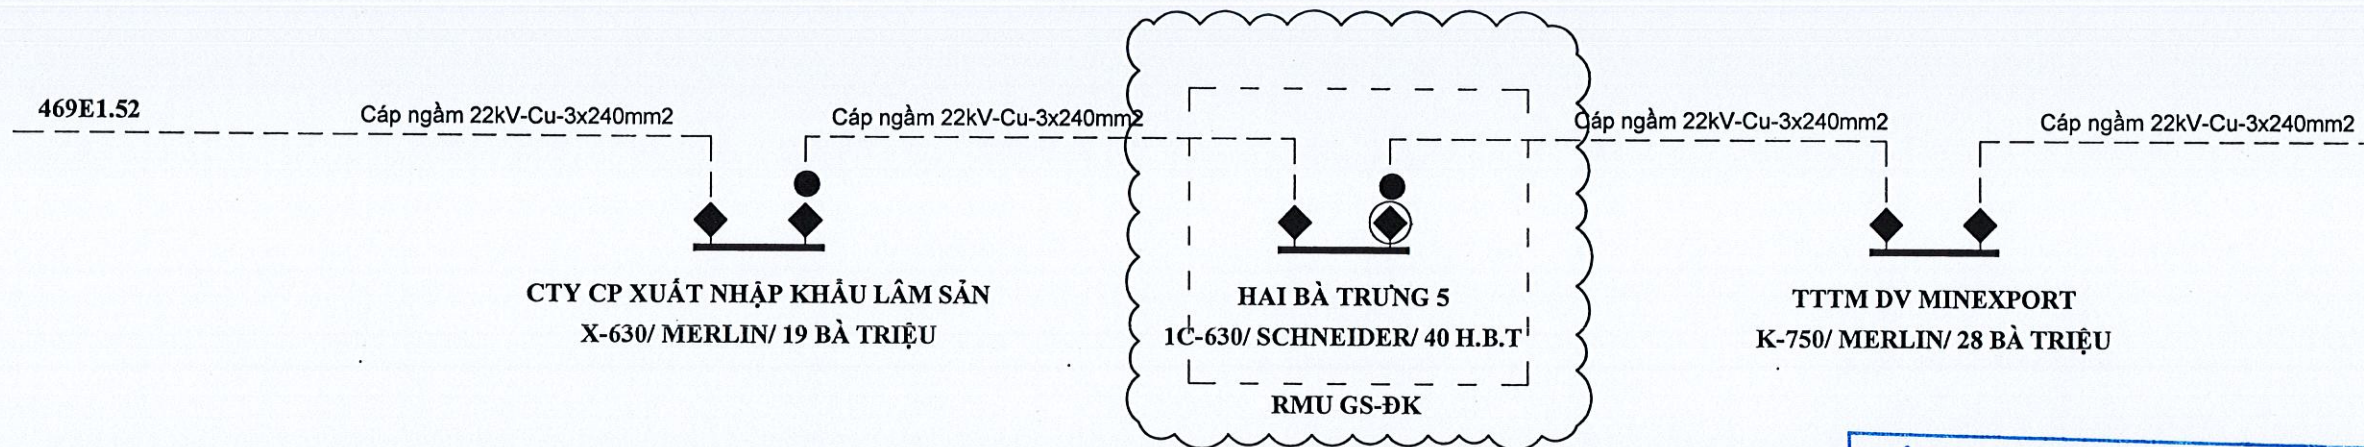 469E1.52
Cáp ngầm 22kV-Cu-3x240mm2
Cáp ngầm 22kV-Cu-3x240mm2
Cáp ngầm 22kV-Cu-3x240mm2
Cáp ngầm 22kV-Cu-3x240mm2
CTY CP XUẤT NHẬP KHẨU LÂM SẢN
X-630/ MERLIN/ 19 BÀ TRIỆU
HAI BÀ TRƯNG 5
1C-630/ SCHNEIDER/ 40 H.B.T
RMU GS-ĐK
TTTM DV MINEXPORT
K-750/ MERLIN/ 28 BÀ TRIỆU